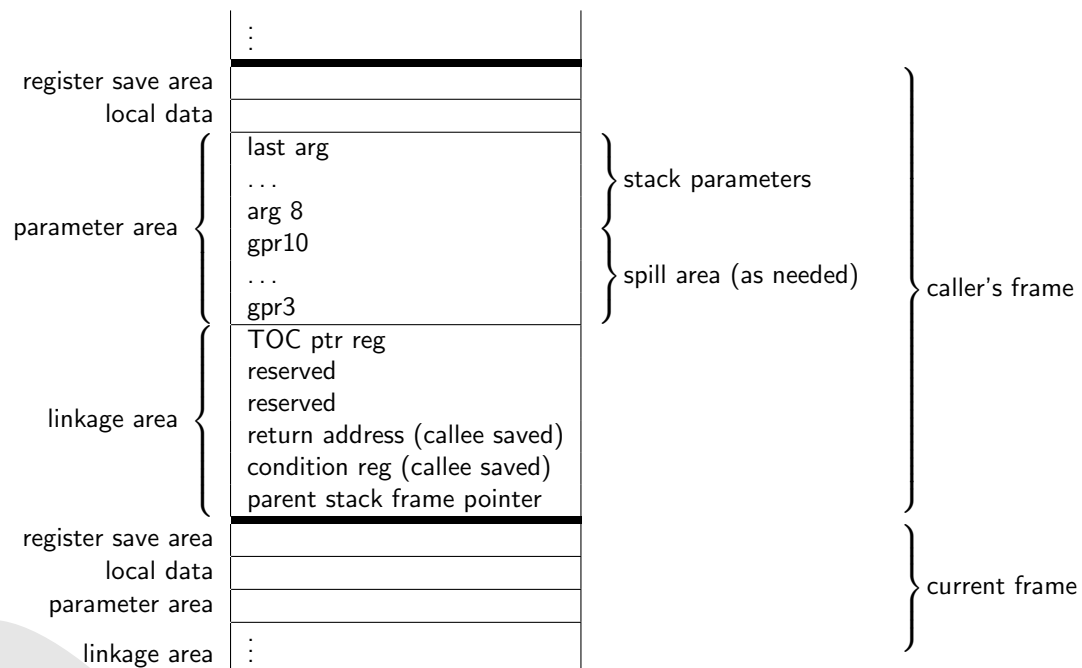 ⋮
register save area
local data
last arg
. . .
stack parameters
arg 8
parameter area
gpr10
. . .
spill area (as needed)
caller's frame
gpr3
TOC ptr reg
reserved
reserved
linkage area
return address (callee saved)
condition reg (callee saved)
parent stack frame pointer
register save area
local data
current frame
parameter area
linkage area
⋮